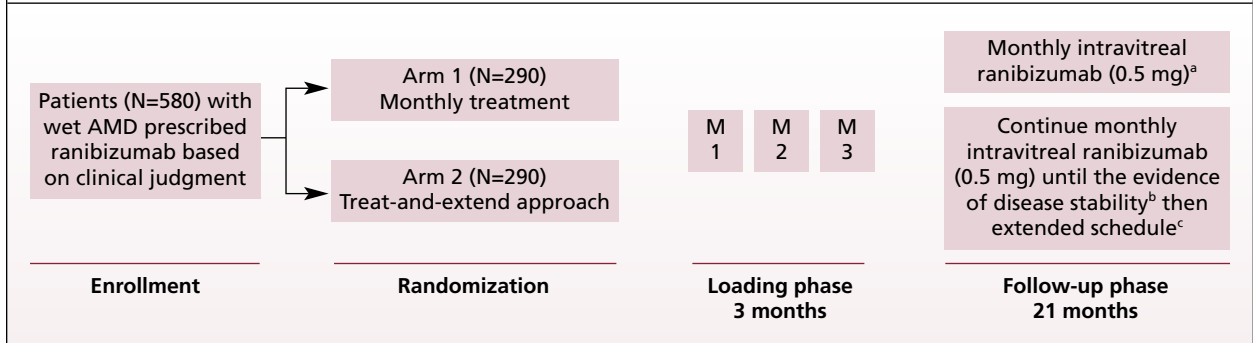 Patients (N=580) with
wet AMD prescribed
ranibizumab based
on clinical judgment
Enrollment
Arm 1 (N=290)
Monthly treatment
Arm 2 (N=290)
Treat-and-extend approach
Randomization
M
1
M
2
M
3
Loading phase
3 months
Monthly intravitreal
ranibizumab (0.5 mg)ᵃ
Continue monthly
intravitreal ranibizumab
(0.5 mg) until the evidence
of disease stabilityᵇ then
extended scheduleᶜ
Follow-up phase
21 months